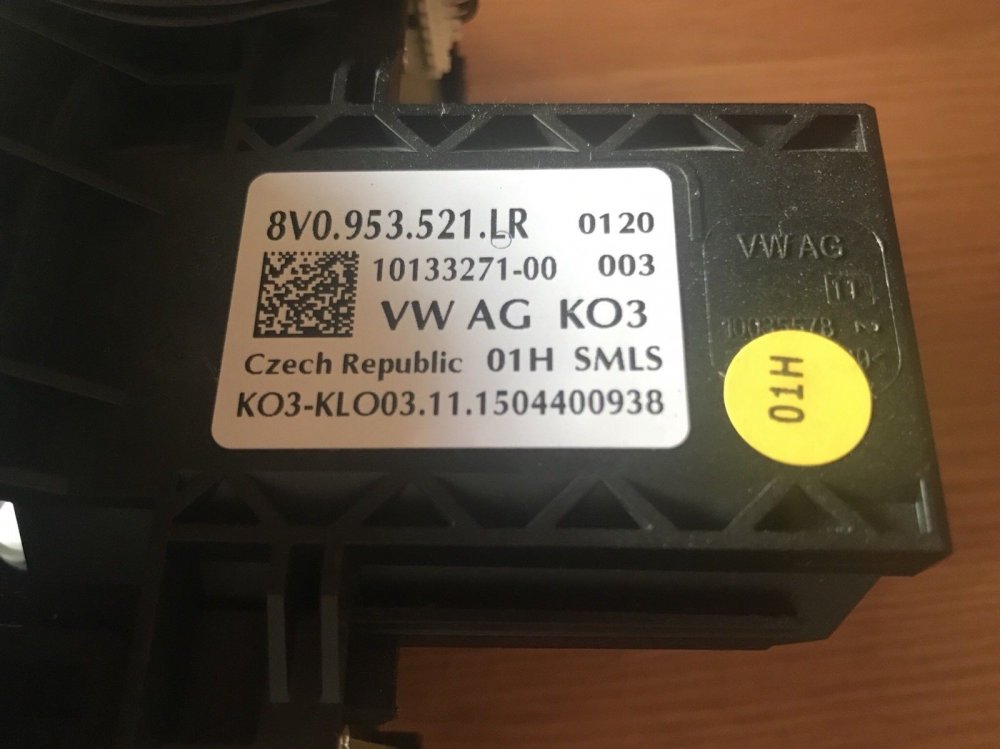 8V0.953.521.LR 0120
10133271-00 003
VW AG KO3
Czech Republic 01H SMLS
KO3-KLO03.11.1504400938
VW AG
01H